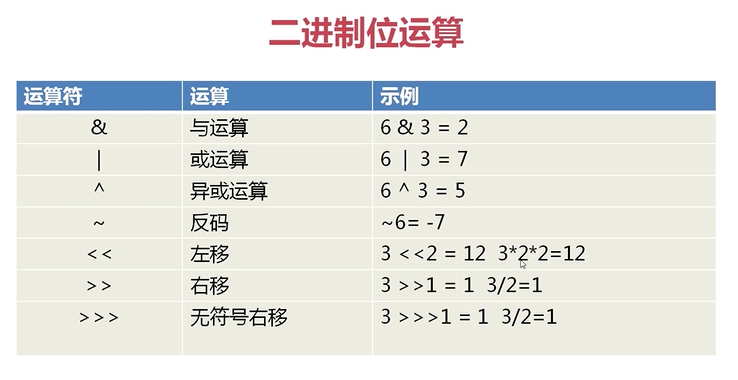 二进制位运算
运算符 运算 示例
& 与运算 6 & 3 = 2
| 或运算 6 | 3 = 7
^ 异或运算 6 ^ 3 = 5
~ 反码 ~6= -7
<< 左移 3 <<2 = 12 3*2*2=12
>> 右移 3 >>1 = 1 3/2=1
>>> 无符号右移 3 >>>1 = 1 3/2=1